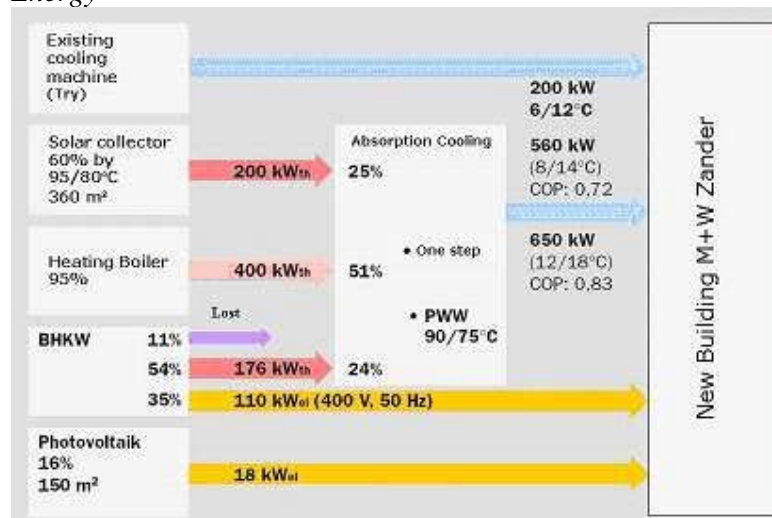 Energy
Existing
cooling
machine
(Try)
200 kW
6/12°C
Solar collector
60% by
95/80°C
360 m²
200 kWth
Absorption Cooling
25%
560 kW
(8/14°C)
COP: 0,72
Heating Boiler
95%
400 kWth
51%
• One step
650 kW
(12/18°C)
COP: 0,83
Lost
• PWW
90/75°C
BHKW
11%
54%
176 kWth
24%
35%
110 kWel (400 V, 50 Hz)
Photovoltaik
16%
150 m²
18 kWel
New Building M+W Zander